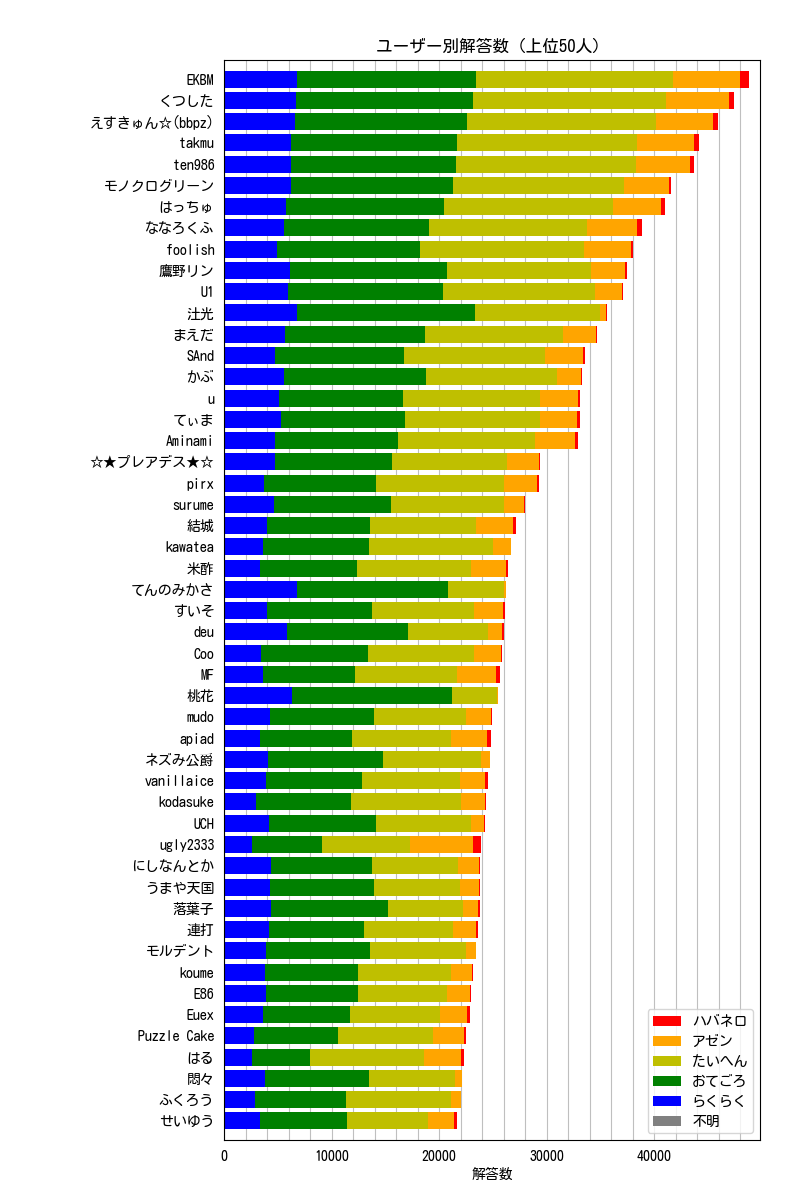 ユーザー別解答数（上位50人）
EKBM
くつした
えすきゅん☆(bbpz)
takmu
ten986
モノクログリーン
はっちゅ
ななろくふ
foolish
鷹野リン
U1
汢光
まえだ
SAnd
かぶ
u
てぃま
Aminami
☆★プレアデス★☆
pirx
surume
結城
kawatea
米酢
てんのみかさ
すいそ
deu
Coo
MF
桃花
mudo
apiad
ネズみ公爵
vanillaice
kodasuke
UCH
ugly2333
にしなんとか
うまや天国
落葉子
連打
モルデント
koume
E86
Euex
Puzzle Cake
はる
悶々
ふくろう
せいゆう
ハバネロ
アゼン
たいへん
おてごろ
らくらく
不明
0 10000 20000 30000 40000
解答数